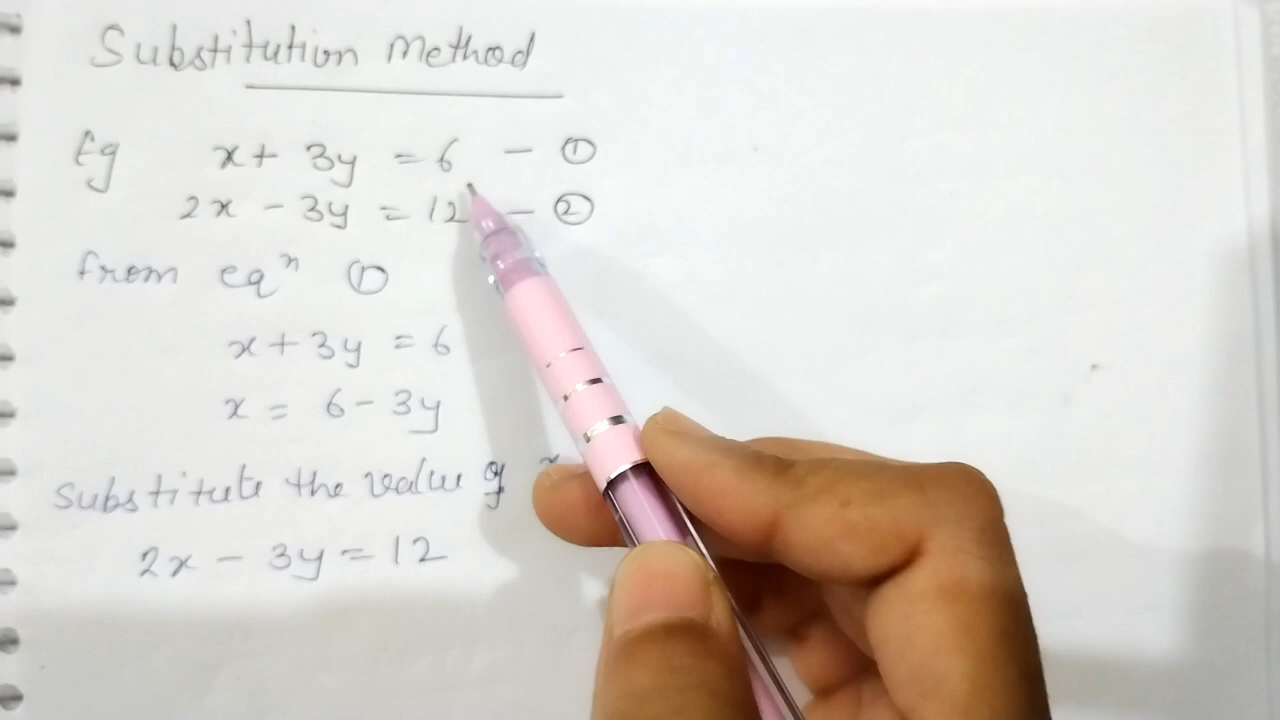 Substitution Method
Eg x + 3y = 6 - ①
2x - 3y = 12 - ②
from eqⁿ ①
x + 3y = 6
x = 6 - 3y
Substitute the value of
2x - 3y = 12